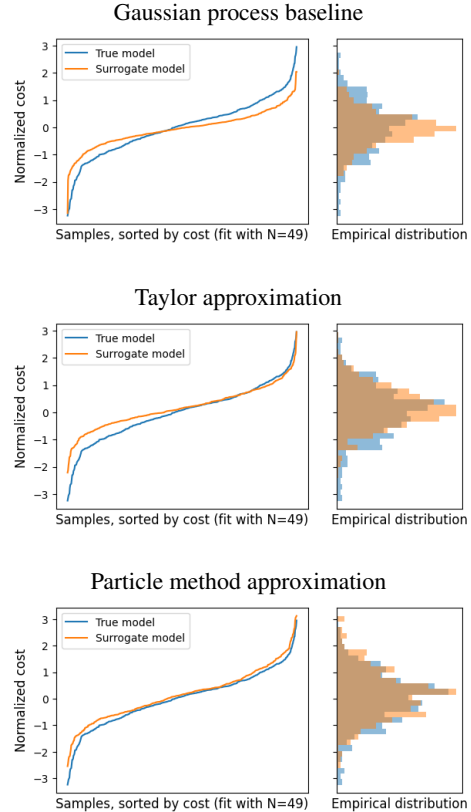 Gaussian process baseline
True model
Surrogate model
Normalized cost
3
2
1
0
−1
−2
−3
Samples, sorted by cost (fit with N=49)
Empirical distribution
Taylor approximation
True model
Surrogate model
Normalized cost
3
2
1
0
−1
−2
−3
Samples, sorted by cost (fit with N=49)
Empirical distribution
Particle method approximation
True model
Surrogate model
Normalized cost
3
2
1
0
−1
−2
−3
Samples, sorted by cost (fit with N=49)
Empirical distribution